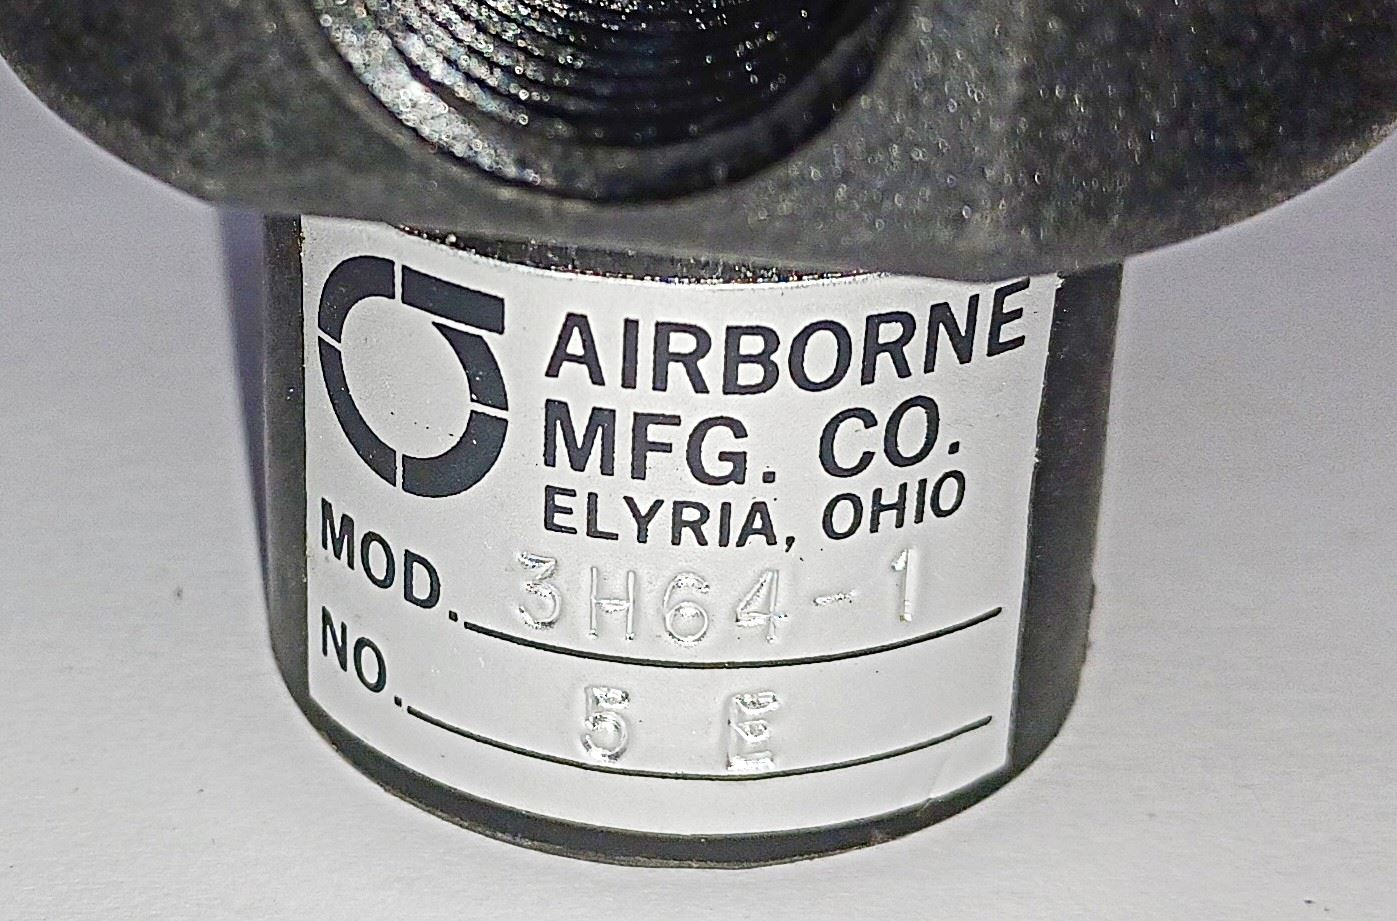 AIRBORNE
MFG. CO.
ELYRIA, OHIO
MOD. 3H64-1
NO. 5 E